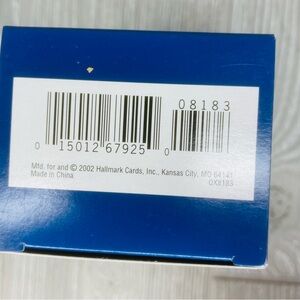 08183
0 15012 67925 0
Mfd. for and © 2002 Hallmark Cards, Inc., Kansas City, MO 64141
Made in China
QX8183